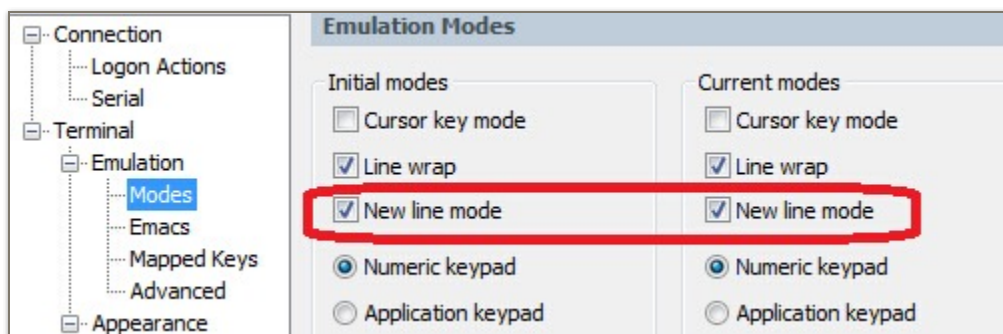 Connection
Logon Actions
Serial
Terminal
Emulation
Modes
Emacs
Mapped Keys
Advanced
Appearance
Emulation Modes
Initial modes
Cursor key mode
Line wrap
New line mode
Numeric keypad
Application keypad
Current modes
Cursor key mode
Line wrap
New line mode
Numeric keypad
Application keypad